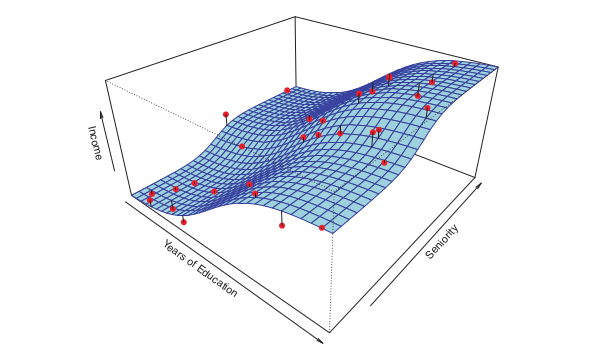 Income
Years of Education
Seniority